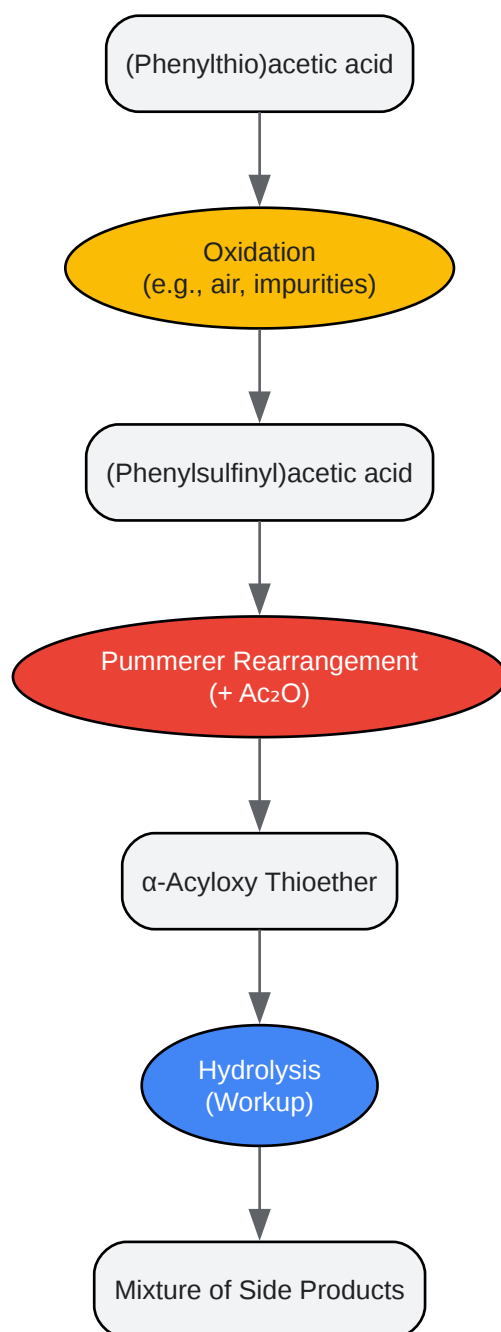 (Phenylthio)acetic acid
Oxidation
(e.g., air, impurities)
(Phenylsulfinyl)acetic acid
Pummerer Rearrangement
(+ Ac₂O)
α-Acyloxy Thioether
Hydrolysis
(Workup)
Mixture of Side Products